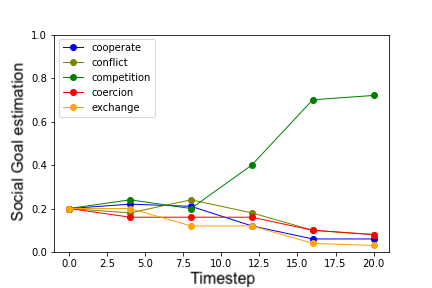 1.0
0.8
0.6
0.4
0.2
0.0
Social Goal estimation
cooperate
conflict
competition
coercion
exchange
0.0 2.5 5.0 7.5 10.0 12.5 15.0 17.5 20.0
Timestep